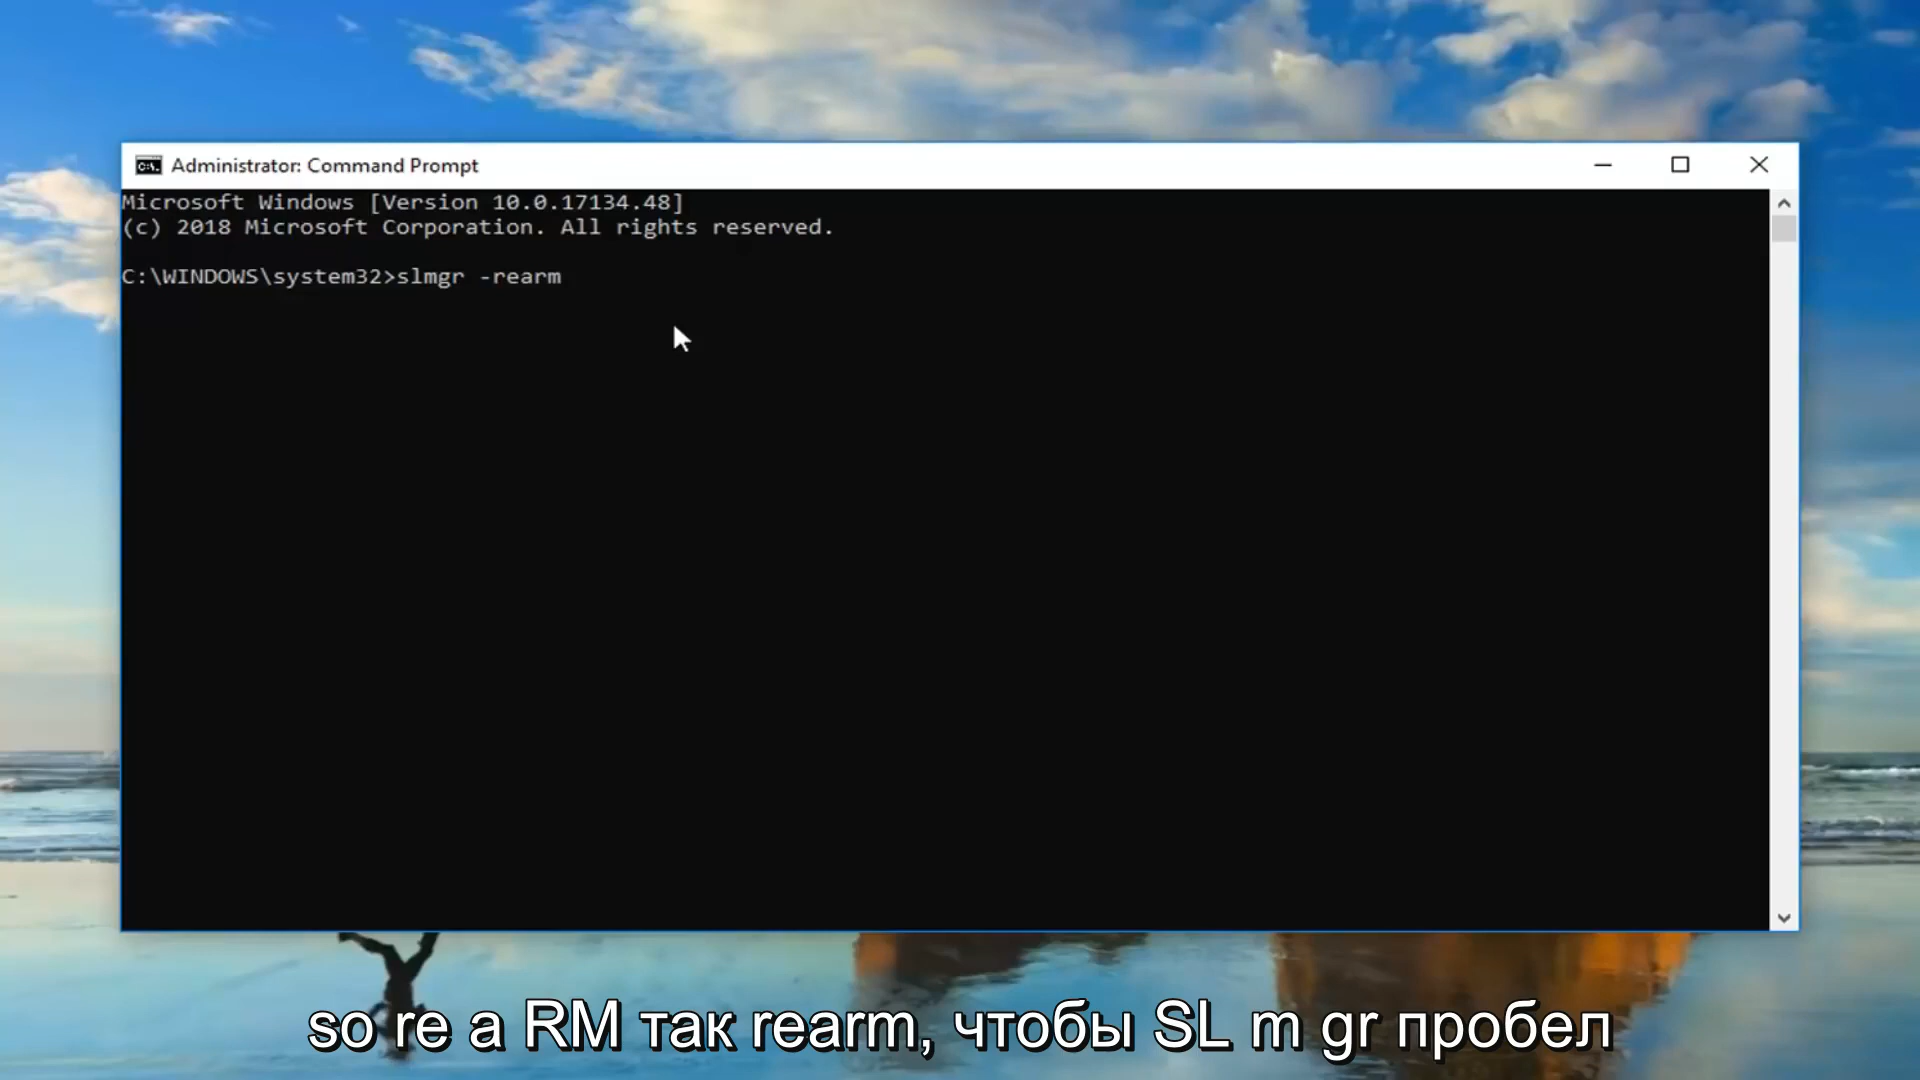 Administrator: Command Prompt
Microsoft Windows [Version 10.0.17134.48]
(c) 2018 Microsoft Corporation. All rights reserved.
C:\WINDOWS\system32>slmgr -rearm
so re a RM так rearm, чтобы SL m gr пробел